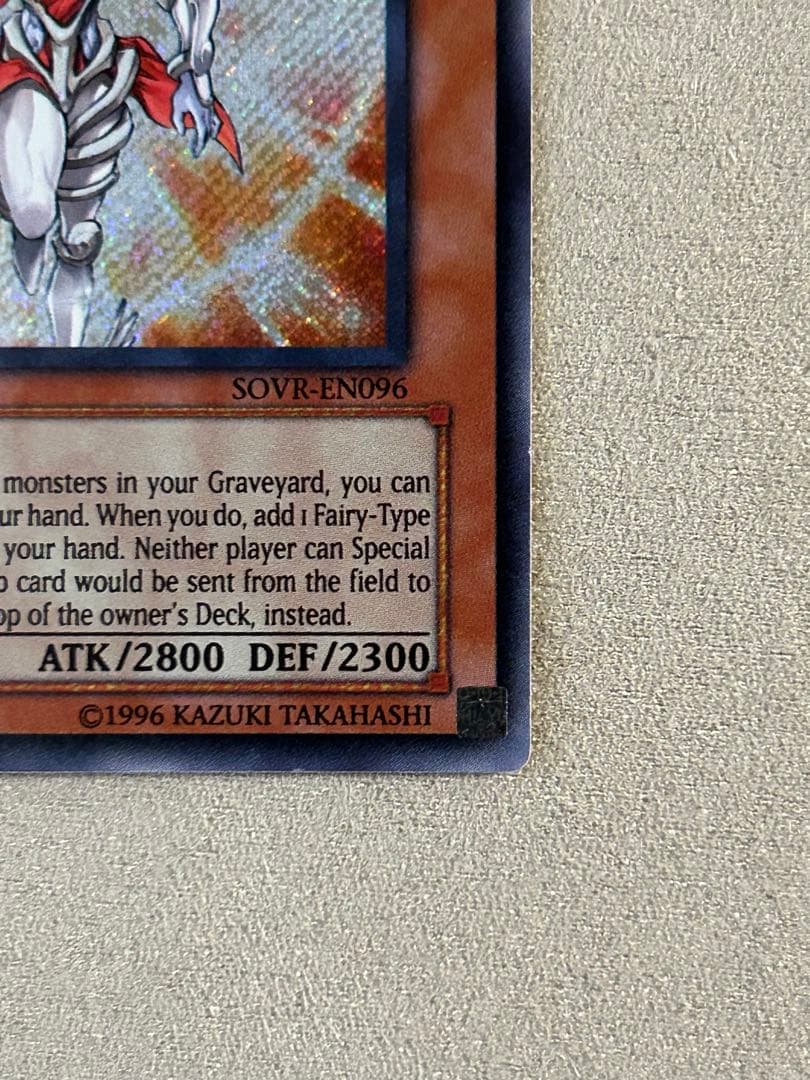 SOVR-EN096
monsters in your Graveyard, you can
ur hand. When you do, add 1 Fairy-Type
your hand. Neither player can Special
card would be sent from the field to
op of the owner's Deck, instead.
ATK/2800 DEF/2300
©1996 KAZUKI TAKAHASHI